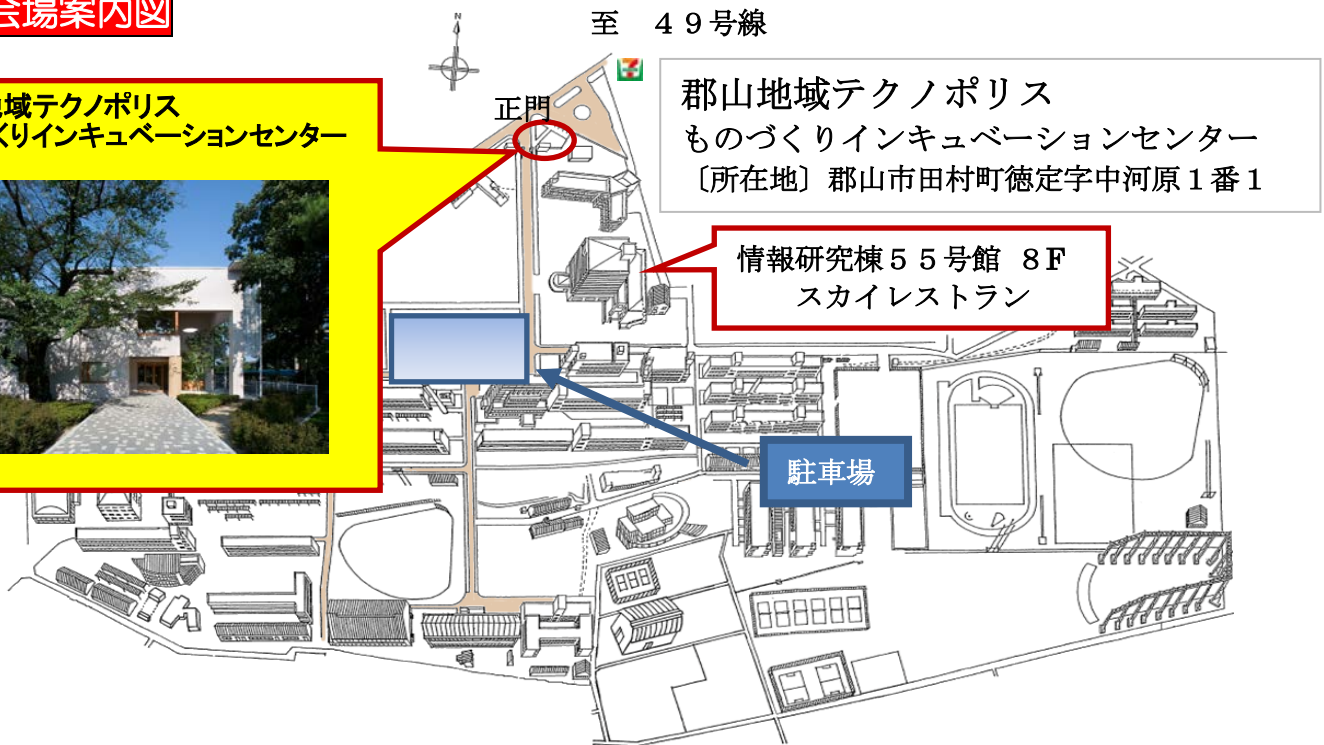 会場案内図
N
至　４９号線
地域テクノポリス
くりインキュベーションセンター
正門
郡山地域テクノポリス
ものづくりインキュベーションセンター
〔所在地〕郡山市田村町徳定字中河原１番１
情報研究棟５５号館　８F
スカイレストラン
駐車場